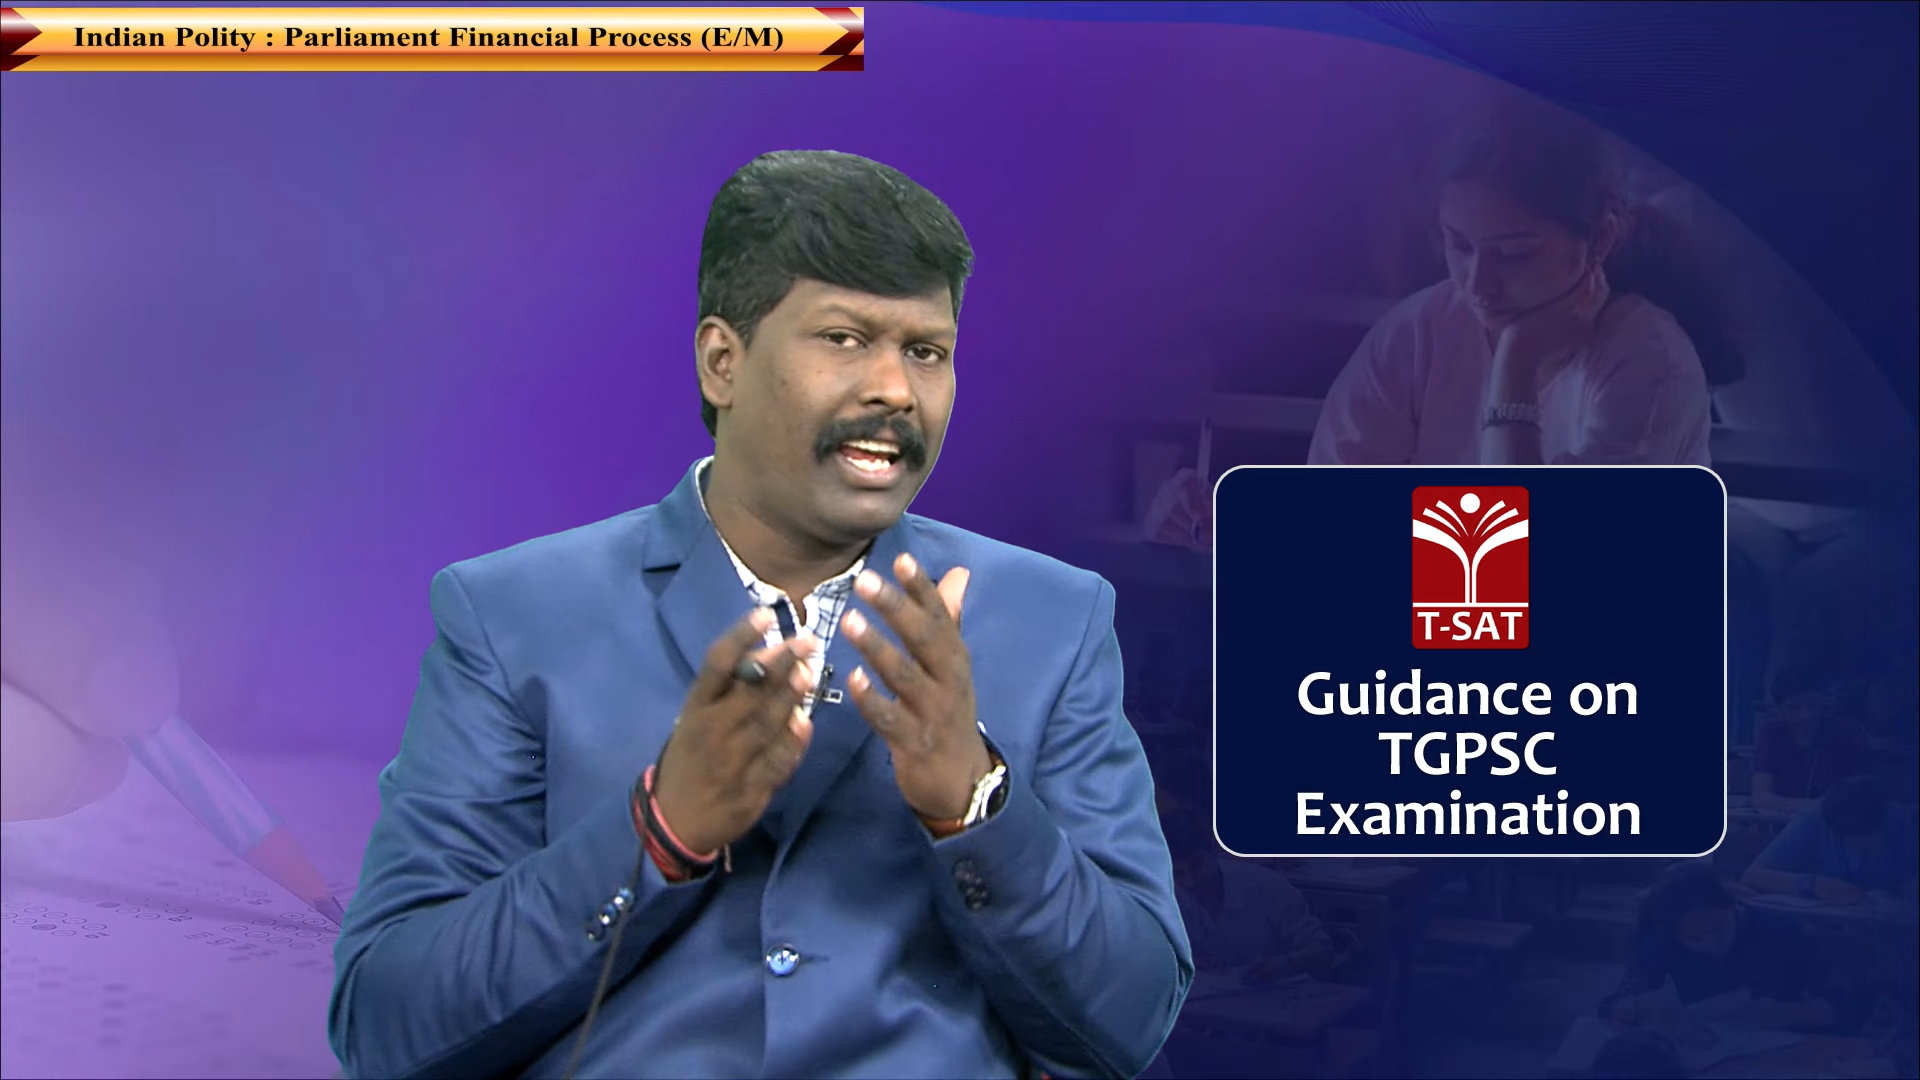 Indian Polity : Parliament Financial Process (E/M)
T-SAT
Guidance on
TGPSC
Examination